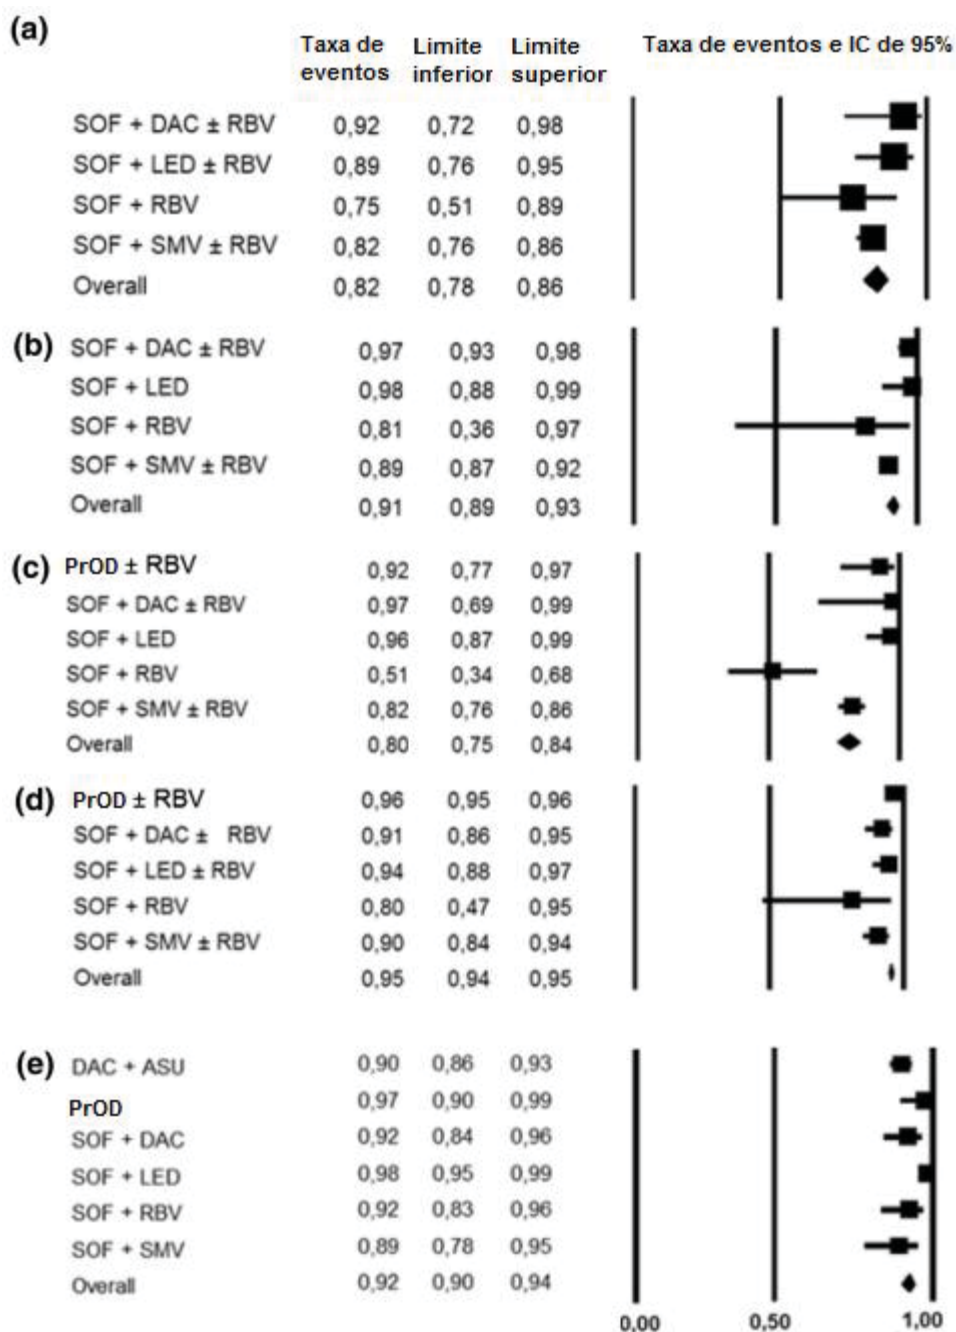 (a)
Taxa de eventos Limite inferior Limite superior Taxa de eventos e IC de 95%
SOF + DAC ± RBV 0,92 0,72 0,98
SOF + LED ± RBV 0,89 0,76 0,95
SOF + RBV 0,75 0,51 0,89
SOF + SMV ± RBV 0,82 0,76 0,86
Overall 0,82 0,78 0,86
(b) SOF + DAC ± RBV 0,97 0,93 0,98
SOF + LED 0,98 0,88 0,99
SOF + RBV 0,81 0,36 0,97
SOF + SMV ± RBV 0,89 0,87 0,92
Overall 0,91 0,89 0,93
(c) PrOD ± RBV 0,92 0,77 0,97
SOF + DAC ± RBV 0,97 0,69 0,99
SOF + LED 0,96 0,87 0,99
SOF + RBV 0,51 0,34 0,68
SOF + SMV ± RBV 0,82 0,76 0,86
Overall 0,80 0,75 0,84
(d) PrOD ± RBV 0,96 0,95 0,96
SOF + DAC ± RBV 0,91 0,86 0,95
SOF + LED ± RBV 0,94 0,88 0,97
SOF + RBV 0,80 0,47 0,95
SOF + SMV ± RBV 0,90 0,84 0,94
Overall 0,95 0,94 0,95
(e) DAC + ASU 0,90 0,86 0,93
PrOD 0,97 0,90 0,99
SOF + DAC 0,92 0,84 0,96
SOF + LED 0,98 0,95 0,99
SOF + RBV 0,92 0,83 0,96
SOF + SMV 0,89 0,78 0,95
Overall 0,92 0,90 0,94
0,00 0,50 1,00